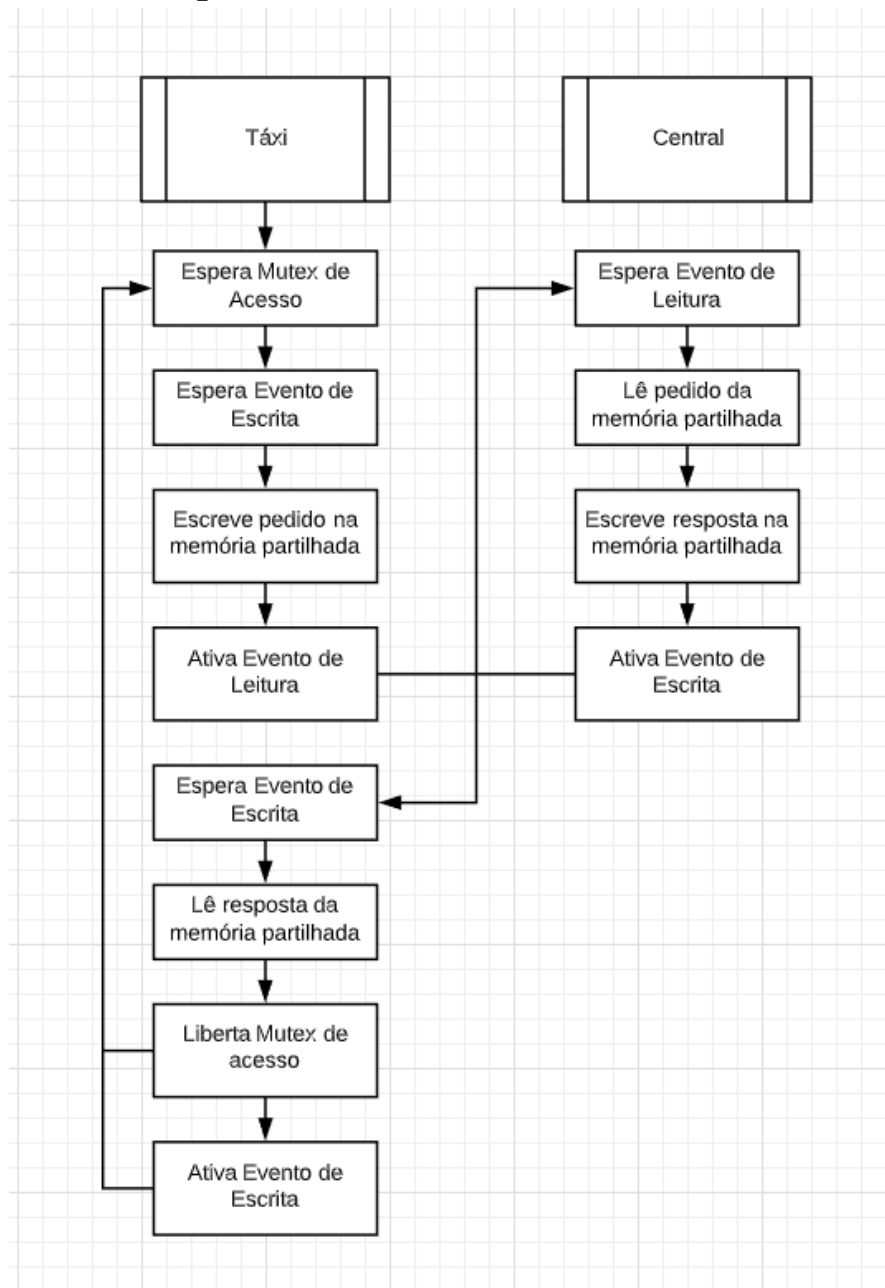 Táxi
Central
Espera Mutex de
Acesso
Espera Evento de
Leitura
Espera Evento de
Escrita
Lê pedido da
memória partilhada
Escreve pedido na
memória partilhada
Escreve resposta na
memória partilhada
Ativa Evento de
Leitura
Ativa Evento de
Escrita
Espera Evento de
Escrita
Lê resposta da
memória partilhada
Liberta Mutex de
acesso
Ativa Evento de
Escrita